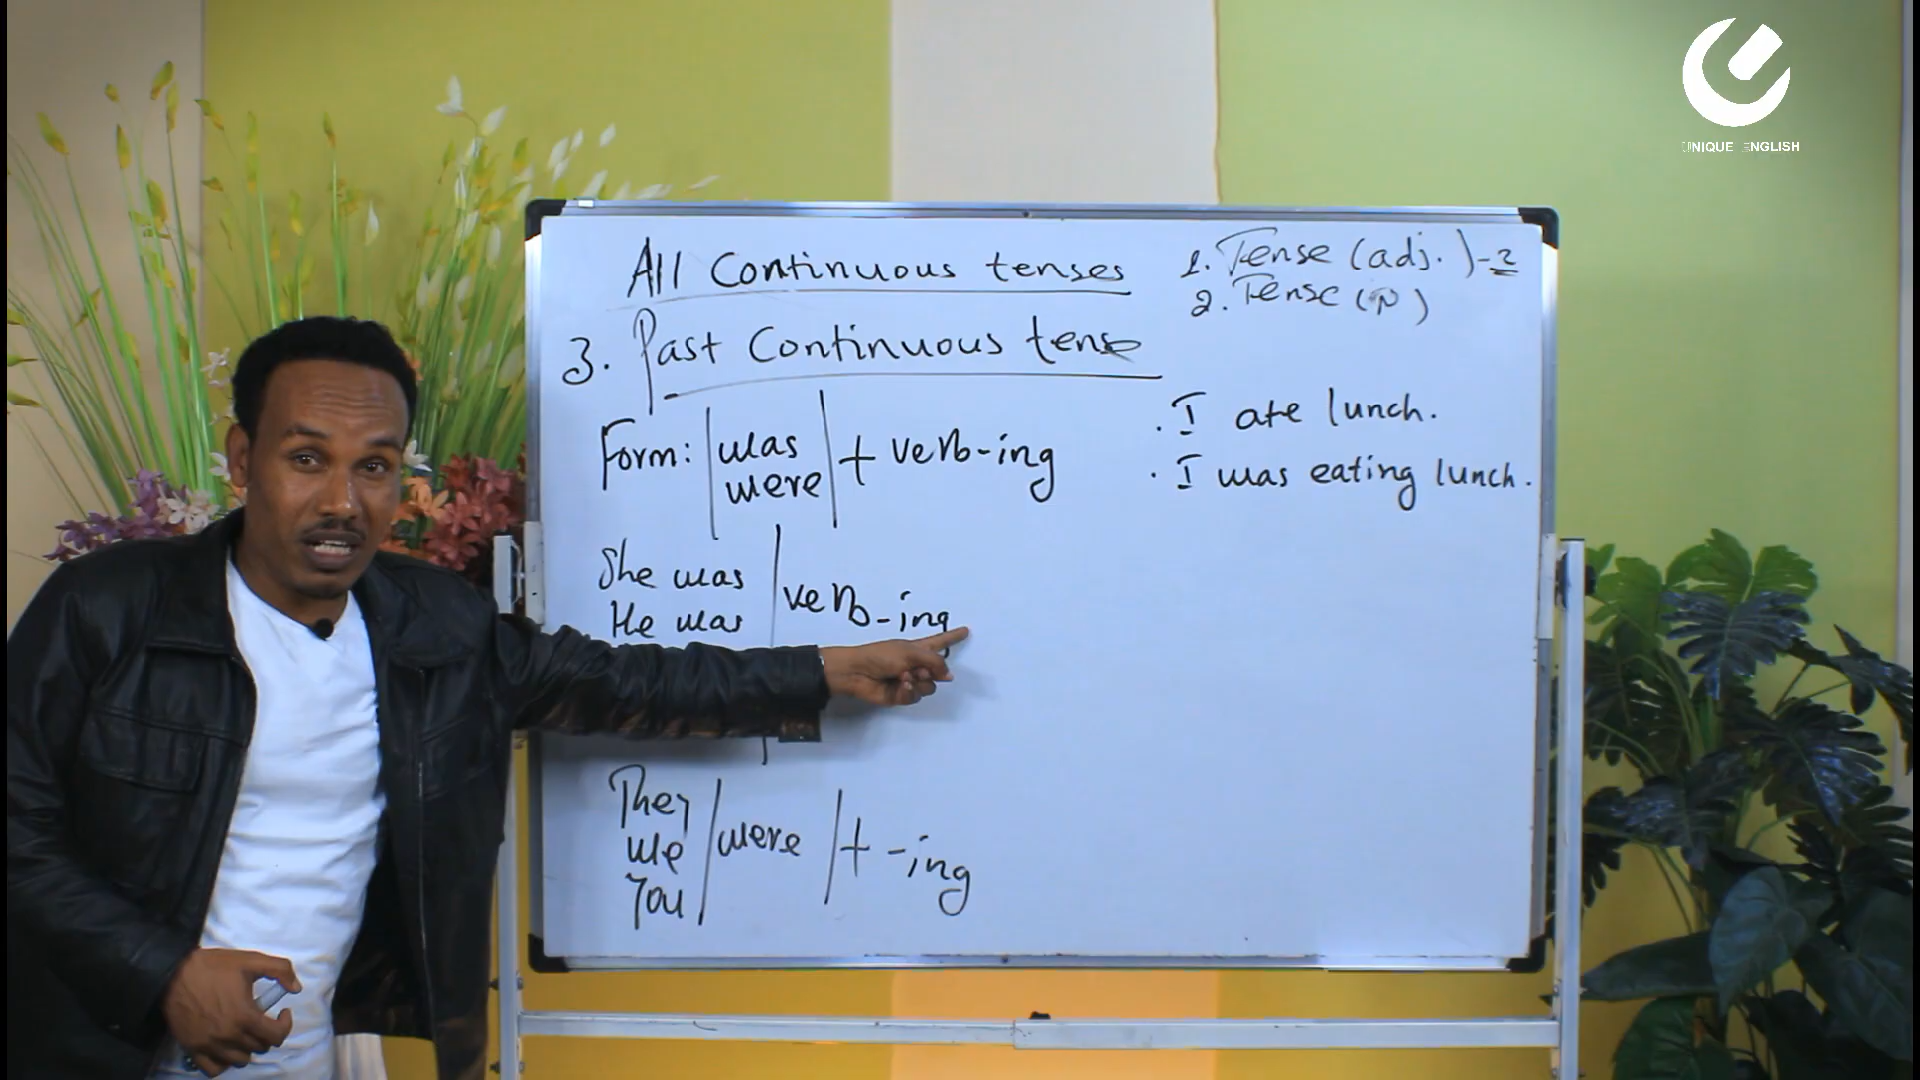 UNIQUE ENGLISH
All Continuous tenses
3. Past Continuous tense
Form: | was / were | + verb-ing
She was
He was
verb-ing
They
We
You
were
+ -ing
1. Tense (adj.) - 2
2. Tense (n)
. I ate lunch.
. I was eating lunch.